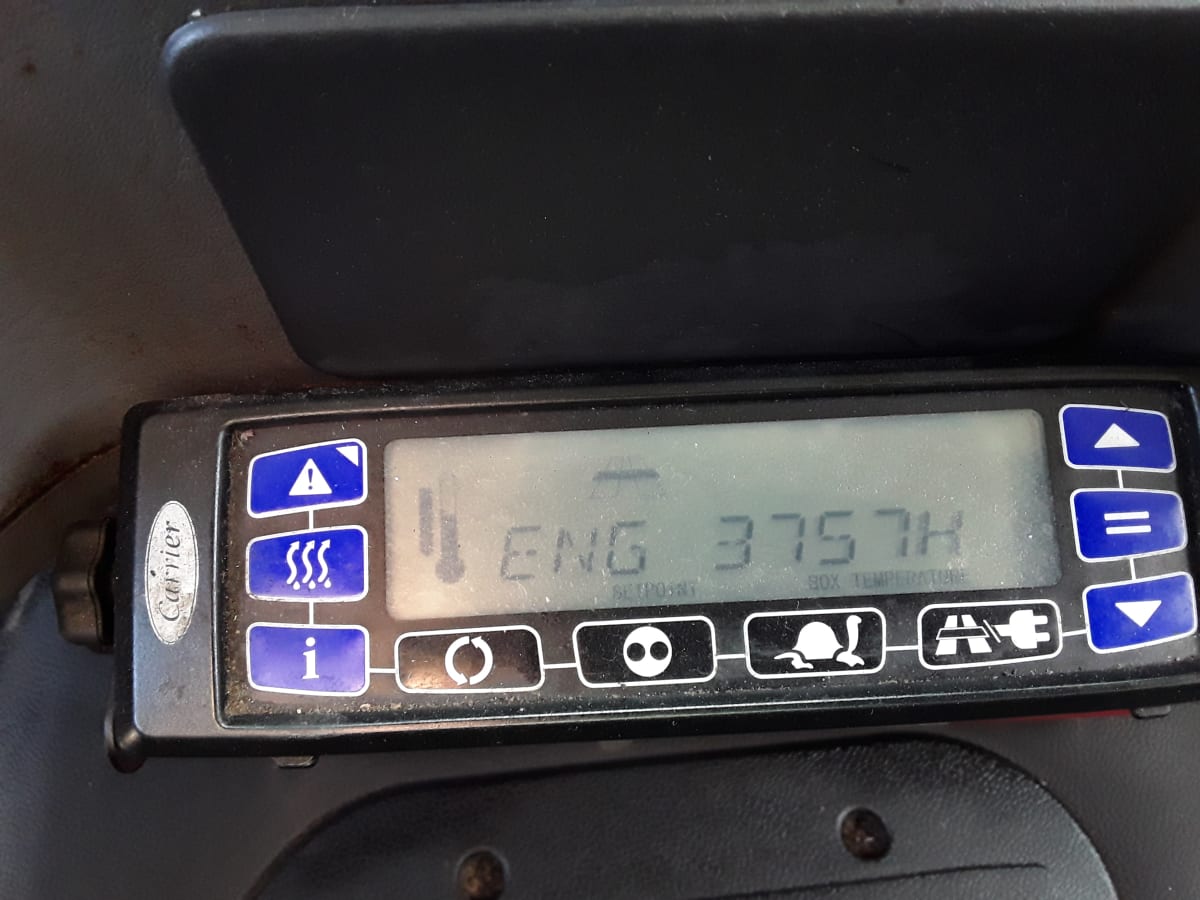 Carrier
ENG 3757H
SETPOINT BOX TEMPERATURE
i